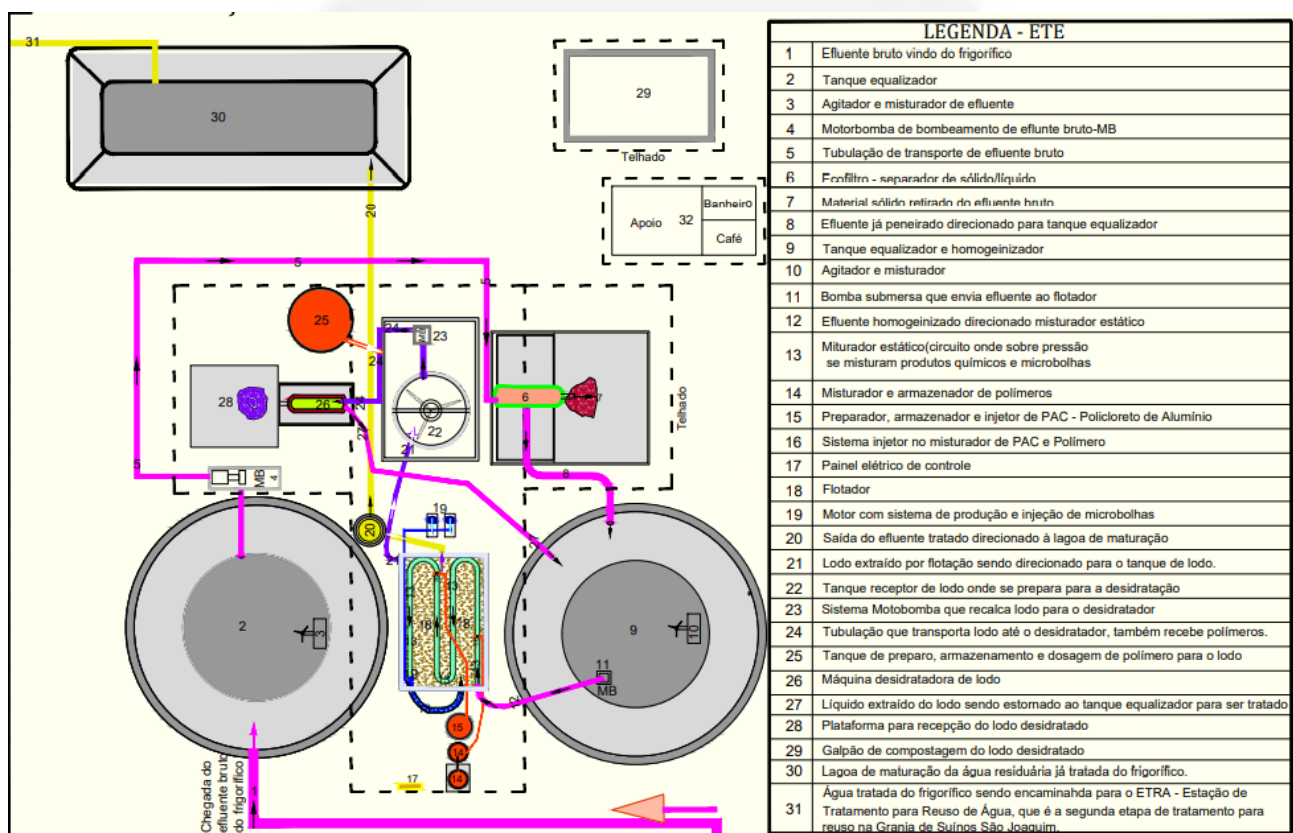 31
30
29
Telhado
Apoio 32
Banheiro
Café
20
5
5
25
24
MB
23
24
28
26
24
27
22
21
6
7
Telhado
8
5
MB
4
20
19
27
2
3
21
13
13
18
18
9
10
11
MB
12
15
14
14
17
Chegada do
efluente bruto
do frigorífico
1
LEGENDA - ETE
1 Efluente bruto vindo do frigorífico
2 Tanque equalizador
3 Agitador e misturador de efluente
4 Motorbomba de bombeamento de eflunte bruto-MB
5 Tubulação de transporte de efluente bruto
6 Ecofiltro - separador de sólido/líquido
7 Material sólido retirado do efluente bruto
8 Efluente já peneirado direcionado para tanque equalizador
9 Tanque equalizador e homogeinizador
10 Agitador e misturador
11 Bomba submersa que envia efluente ao flotador
12 Efluente homogeinizado direcionado misturador estático
13 Miturador estático(circuito onde sobre pressão
se misturam produtos químicos e microbolhas
14 Misturador e armazenador de polímeros
15 Preparador, armazenador e injetor de PAC - Policloreto de Alumínio
16 Sistema injetor no misturador de PAC e Polímero
17 Painel elétrico de controle
18 Flotador
19 Motor com sistema de produção e injeção de microbolhas
20 Saída do efluente tratado direcionado à lagoa de maturação
21 Lodo extraído por flotação sendo direcionado para o tanque de lodo.
22 Tanque receptor de lodo onde se prepara para a desidratação
23 Sistema Motobomba que recalca lodo para o desidratador
24 Tubulação que transporta lodo até o desidratador, também recebe polímeros.
25 Tanque de preparo, armazenamento e dosagem de polímero para o lodo
26 Máquina desidratadora de lodo
27 Líquido extraído do lodo sendo estornado ao tanque equalizador para ser tratado
28 Plataforma para recepção do lodo desidratado
29 Galpão de compostagem do lodo desidratado
30 Lagoa de maturação da água residuária já tratada do frigorífico.
31 Água tratada do frigorífico sendo encaminahda para o ETRA - Estação de
Tratamento para Reuso de Água, que é a segunda etapa de tratamento para
reuso na Granja de Suínos São Joaquim.